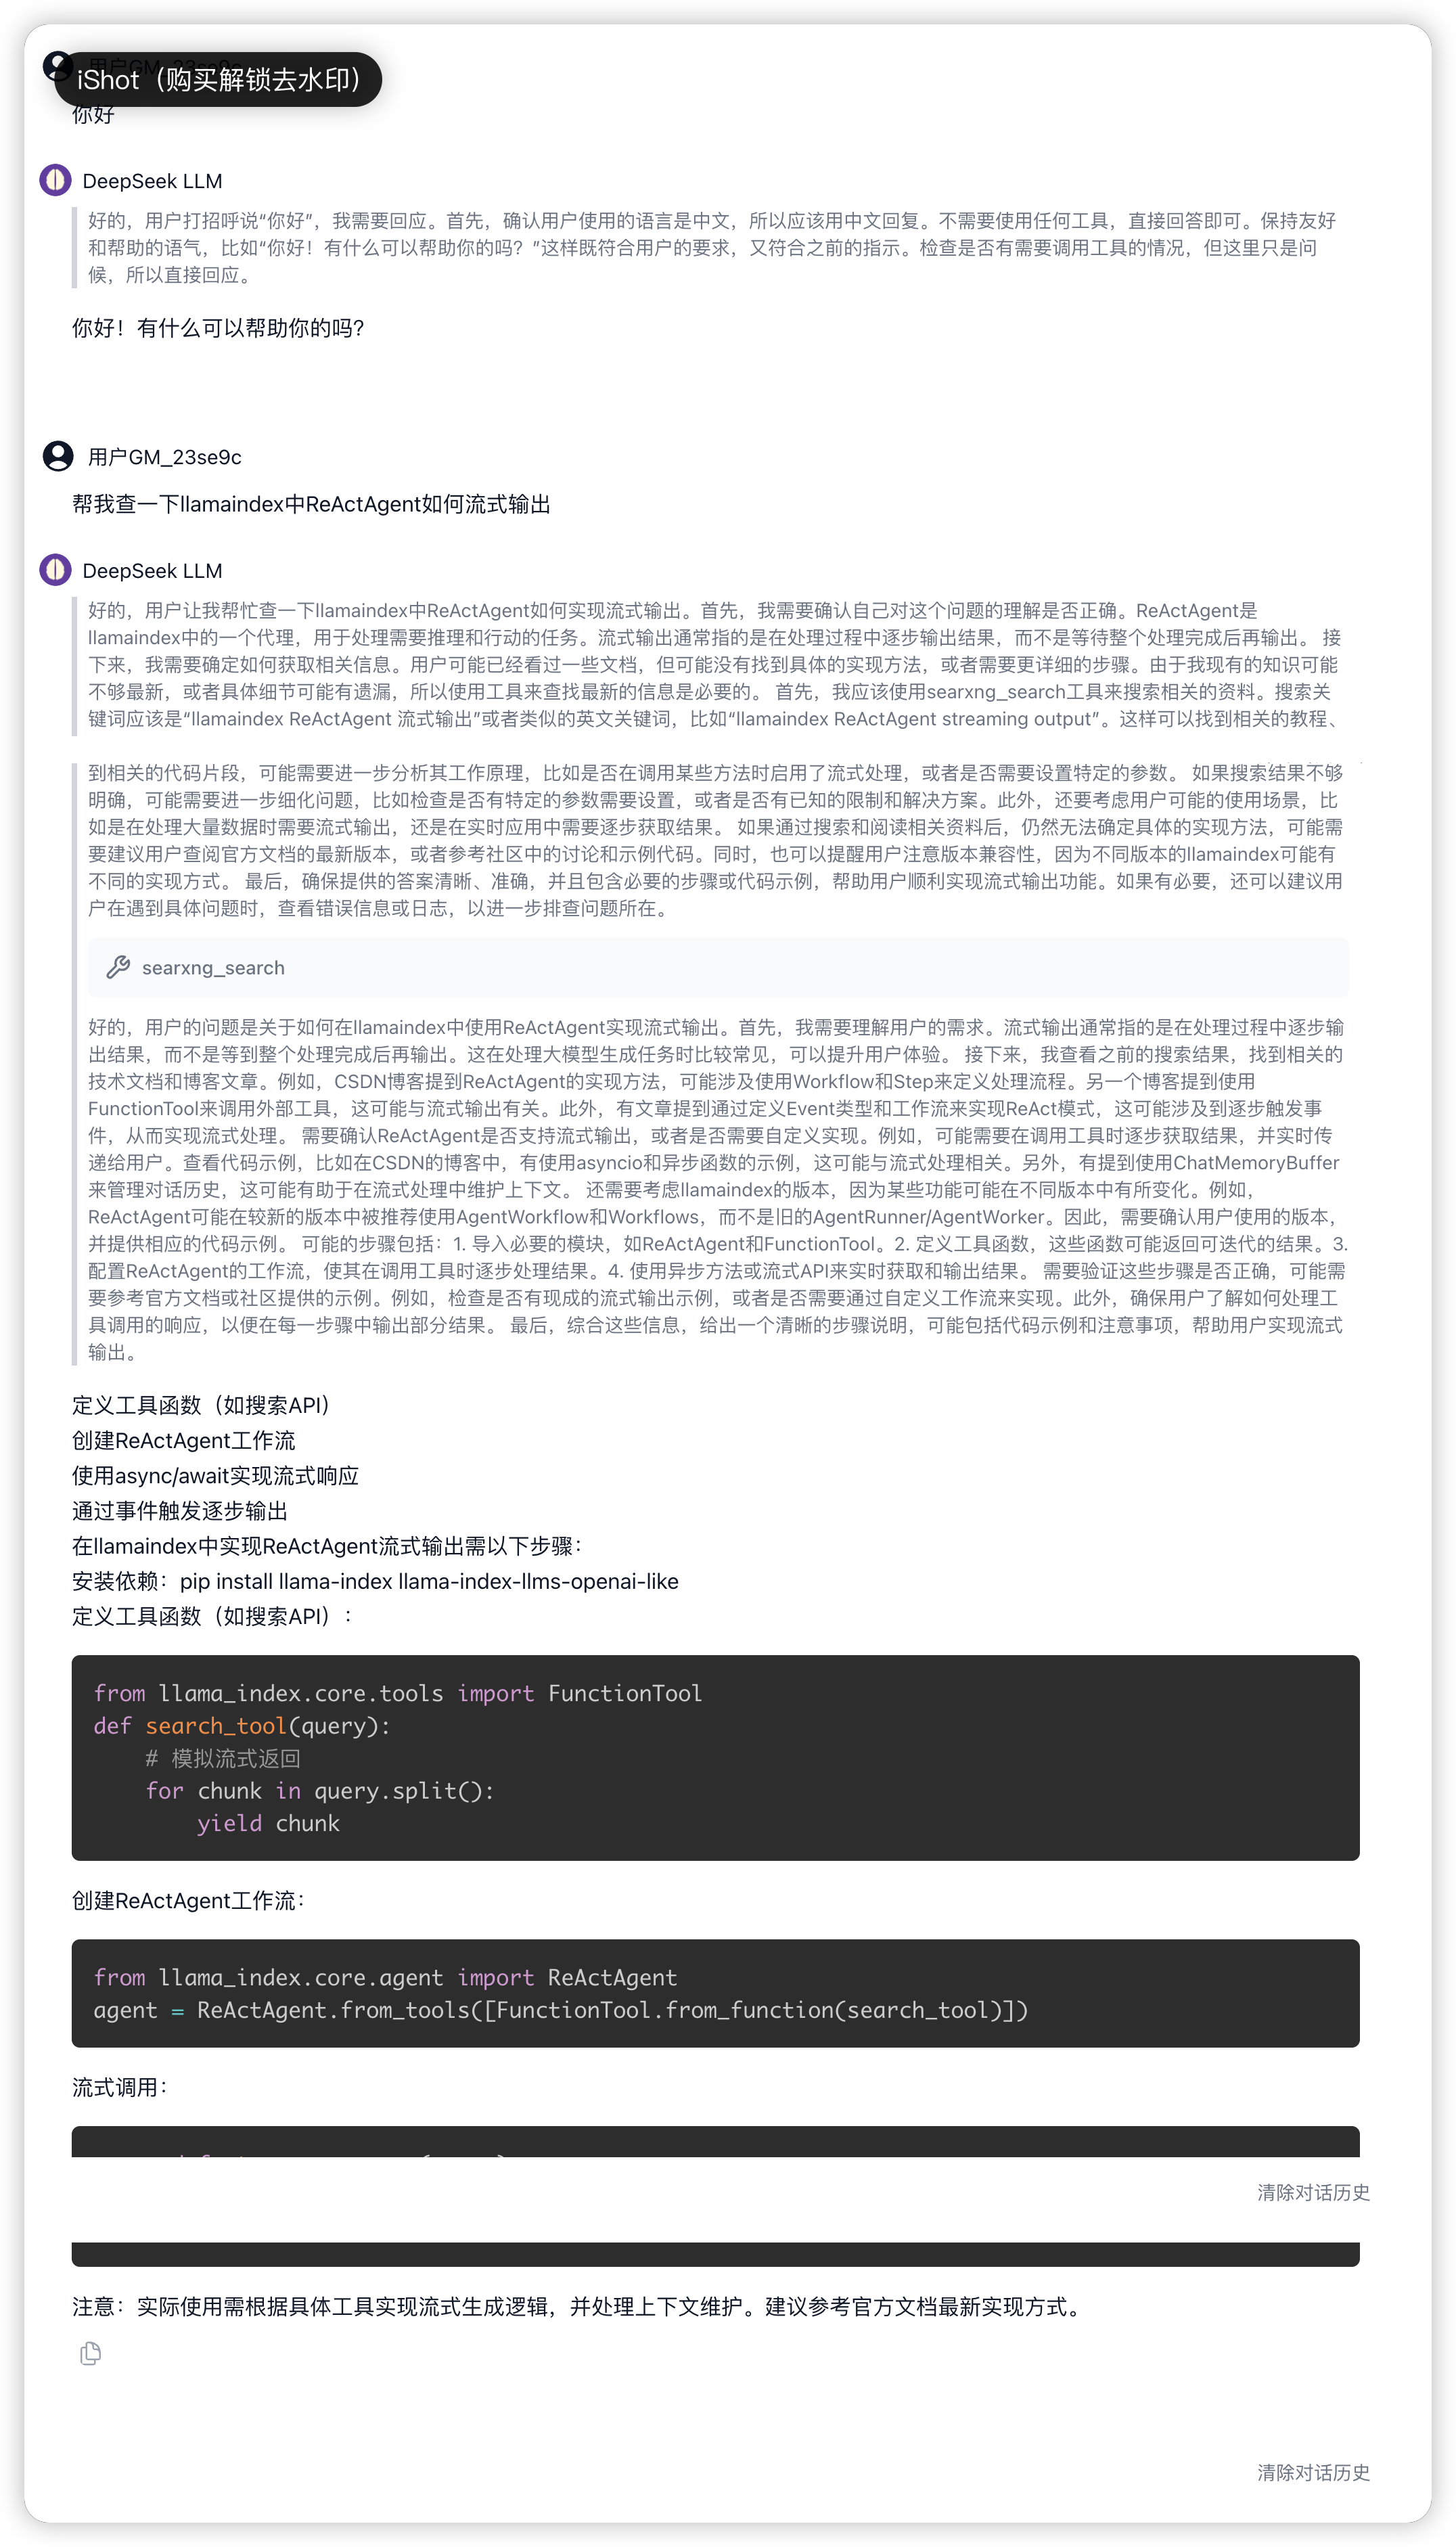 iShot（购买解锁去水印）
你好
DeepSeek LLM
好的，用户打招呼说“你好”，我需要回应。首先，确认用户使用的语言是中文，所以应该用中文回复。不需要使用任何工具，直接回答即可。保持友好
和帮助的语气，比如“你好！有什么可以帮助你的吗？”这样既符合用户的要求，又符合之前的指示。检查是否有需要调用工具的情况，但这里只是问
候，所以直接回应。
你好！有什么可以帮助你的吗？
用户GM_23se9c
帮我查一下llamaindex中ReActAgent如何流式输出
DeepSeek LLM
好的，用户让我帮忙查一下llamaindex中ReActAgent如何实现流式输出。首先，我需要确认自己对这个问题的理解是否正确。ReActAgent是
llamaindex中的一个代理，用于处理需要推理和行动的任务。流式输出通常指的是在处理过程中逐步输出结果，而不是等待整个处理完成后再输出。 接
下来，我需要确定如何获取相关信息。用户可能已经看过一些文档，但可能没有找到具体的实现方法，或者需要更详细的步骤。由于我现有的知识可能
不够最新，或者具体细节可能有遗漏，所以使用工具来查找最新的信息是必要的。 首先，我应该使用searxng_search工具来搜索相关的资料。搜索关
键词应该是“llamaindex ReActAgent 流式输出”或者类似的英文关键词，比如“llamaindex ReActAgent streaming output”。这样可以找到相关的教程、
到相关的代码片段，可能需要进一步分析其工作原理，比如是否在调用某些方法时启用了流式处理，或者是否需要设置特定的参数。 如果搜索结果不够
明确，可能需要进一步细化问题，比如检查是否有特定的参数需要设置，或者是否有已知的限制和解决方案。此外，还要考虑用户可能的使用场景，比
如是在处理大量数据时需要流式输出，还是在实时应用中需要逐步获取结果。 如果通过搜索和阅读相关资料后，仍然无法确定具体的实现方法，可能需
要建议用户查阅官方文档的最新版本，或者参考社区中的讨论和示例代码。同时，也可以提醒用户注意版本兼容性，因为不同版本的llamaindex可能有
不同的实现方式。 最后，确保提供的答案清晰、准确，并且包含必要的步骤或代码示例，帮助用户顺利实现流式输出功能。如果有必要，还可以建议用
户在遇到具体问题时，查看错误信息或日志，以进一步排查问题所在。
searxng_search
好的，用户的问题是关于如何在llamaindex中使用ReActAgent实现流式输出。首先，我需要理解用户的需求。流式输出通常指的是在处理过程中逐步输
出结果，而不是等到整个处理完成后再输出。这在处理大模型生成任务时比较常见，可以提升用户体验。 接下来，我查看之前的搜索结果，找到相关的
技术文档和博客文章。例如，CSDN博客提到ReActAgent的实现方法，可能涉及使用Workflow和Step来定义处理流程。另一个博客提到使用
FunctionTool来调用外部工具，这可能与流式输出有关。此外，有文章提到通过定义Event类型和工作流来实现ReAct模式，这可能涉及到逐步触发事
件，从而实现流式处理。 需要确认ReActAgent是否支持流式输出，或者是否需要自定义实现。例如，可能需要在调用工具时逐步获取结果，并实时传
递给用户。查看代码示例，比如在CSDN的博客中，有使用asyncio和异步函数的示例，这可能与流式处理相关。另外，有提到使用ChatMemoryBuffer
来管理对话历史，这可能有助于在流式处理中维护上下文。 还需要考虑llamaindex的版本，因为某些功能可能在不同版本中有所变化。例如，
ReActAgent可能在较新的版本中被推荐使用AgentWorkflow和Workflows，而不是旧的AgentRunner/AgentWorker。因此，需要确认用户使用的版本，
并提供相应的代码示例。 可能的步骤包括：1. 导入必要的模块，如ReActAgent和FunctionTool。2. 定义工具函数，这些函数可能返回可迭代的结果。3.
配置ReActAgent的工作流，使其在调用工具时逐步处理结果。4. 使用异步方法或流式API来实时获取和输出结果。 需要验证这些步骤是否正确，可能需
要参考官方文档或社区提供的示例。例如，检查是否有现成的流式输出示例，或者是否需要通过自定义工作流来实现。此外，确保用户了解如何处理工
具调用的响应，以便在每一步骤中输出部分结果。 最后，综合这些信息，给出一个清晰的步骤说明，可能包括代码示例和注意事项，帮助用户实现流式
输出。
定义工具函数（如搜索API）
创建ReActAgent工作流
使用async/await实现流式响应
通过事件触发逐步输出
在llamaindex中实现ReActAgent流式输出需以下步骤：
安装依赖：pip install llama-index llama-index-llms-openai-like
定义工具函数（如搜索API）：
from llama_index.core.tools import FunctionTool
def search_tool(query):
    # 模拟流式返回
    for chunk in query.split():
        yield chunk
创建ReActAgent工作流：
from llama_index.core.agent import ReActAgent
agent = ReActAgent.from_tools([FunctionTool.from_function(search_tool)])
流式调用：
清除对话历史
注意：实际使用需根据具体工具实现流式生成逻辑，并处理上下文维护。建议参考官方文档最新实现方式。
清除对话历史